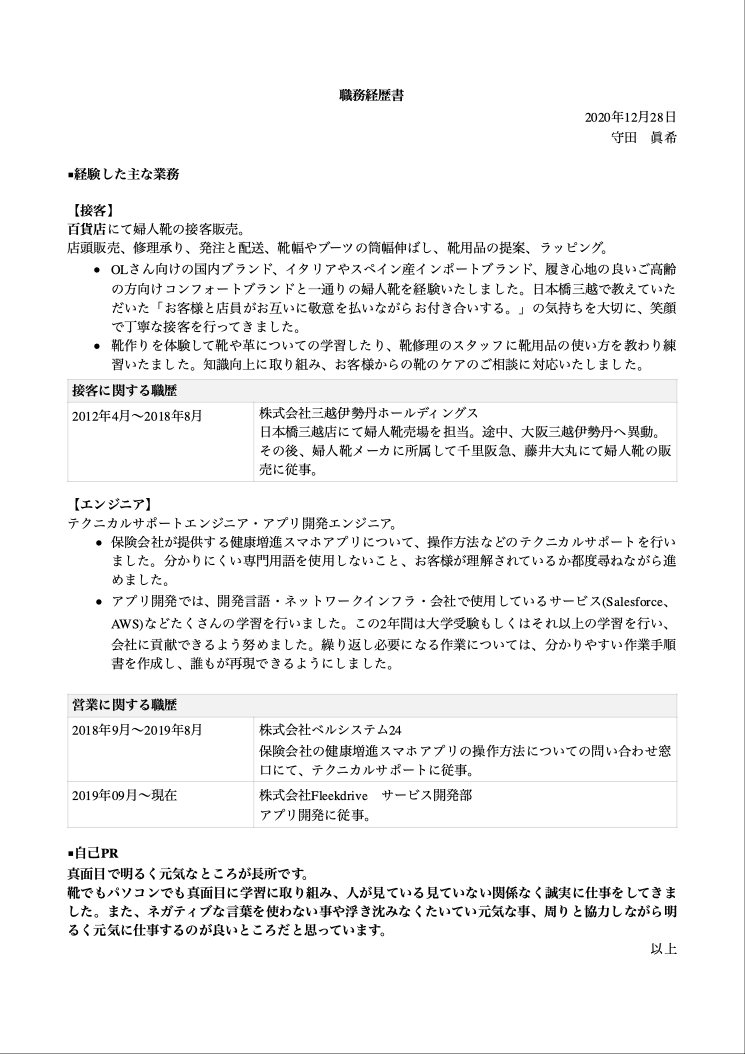 職務経歴書
2020年12月28日
守田　眞希
▪経験した主な業務
【接客】
百貨店にて婦人靴の接客販売。
店頭販売、修理承り、発注と配送、靴幅やブーツの筒幅伸ばし、靴用品の提案、ラッピング。
● OLさん向けの国内ブランド、イタリアやスペイン産インポートブランド、履き心地の良いご高齢
の方向けコンフォートブランドと一通りの婦人靴を経験いたしました。日本橋三越で教えていた
だいた「お客様と店員がお互いに敬意を払いながらお付き合いする。」の気持ちを大切に、笑顔
で丁寧な接客を行ってきました。
● 靴作りを体験して靴や革についての学習したり、靴修理のスタッフに靴用品の使い方を教わり練
習いたました。知識向上に取り組み、お客様からの靴のケアのご相談に対応いたしました。
接客に関する職歴
2012年4月〜2018年8月
株式会社三越伊勢丹ホールディングス
日本橋三越店にて婦人靴売場を担当。途中、大阪三越伊勢丹へ異動。
その後、婦人靴メーカに所属して千里阪急、藤井大丸にて婦人靴の販
売に従事。
【エンジニア】
テクニカルサポートエンジニア・アプリ開発エンジニア。
● 保険会社が提供する健康増進スマホアプリについて、操作方法などのテクニカルサポートを行い
ました。分かりにくい専門用語を使用しないこと、お客様が理解されているか都度尋ねながら進
めました。
● アプリ開発では、開発言語・ネットワークインフラ・会社で使用しているサービス(Salesforce、
AWS)などたくさんの学習を行いました。この2年間は大学受験もしくはそれ以上の学習を行い、
会社に貢献できるよう努めました。繰り返し必要になる作業については、分かりやすい作業手順
書を作成し、誰もが再現できるようにしました。
営業に関する職歴
2018年9月〜2019年8月
株式会社ベルシステム24
保険会社の健康増進スマホアプリの操作方法についての問い合わせ窓
口にて、テクニカルサポートに従事。
2019年09月〜現在
株式会社Fleekdrive　サービス開発部
アプリ開発に従事。
▪自己PR
真面目で明るく元気なところが長所です。
靴でもパソコンでも真面目に学習に取り組み、人が見ている見ていない関係なく誠実に仕事をしてきま
した。また、ネガティブな言葉を使わない事や浮き沈みなくたいてい元気な事、周りと協力しながら明
るく元気に仕事するのが良いところだと思っています。
以上